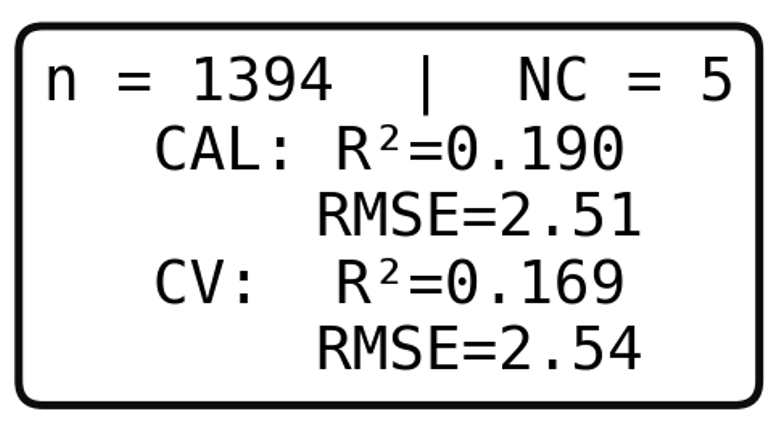 n = 1394 | NC = 5
CAL: R²=0.190
RMSE=2.51
CV: R²=0.169
RMSE=2.54